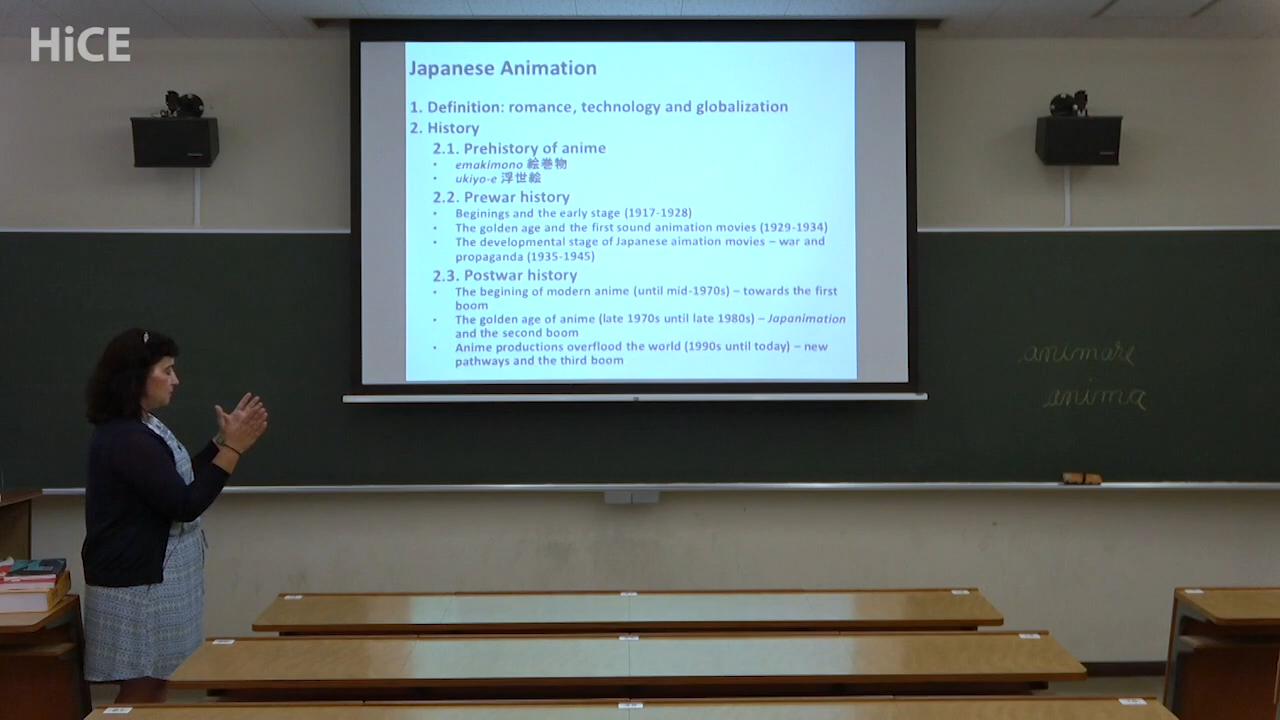 HiCE
Japanese Animation
1. Definition: romance, technology and globalization
2. History
2.1. Prehistory of anime
• emakimono 絵巻物
• ukiyo-e 浮世絵
2.2. Prewar history
• Beginings and the early stage (1917-1928)
• The golden age and the first sound animation movies (1929-1934)
• The developmental stage of Japanese aimation movies – war and
propaganda (1935-1945)
2.3. Postwar history
• The begining of modern anime (until mid-1970s) – towards the first
boom
• The golden age of anime (late 1970s until late 1980s) – Japanimation
and the second boom
• Anime productions overflood the world (1990s until today) – new
pathways and the third boom
animare
anima